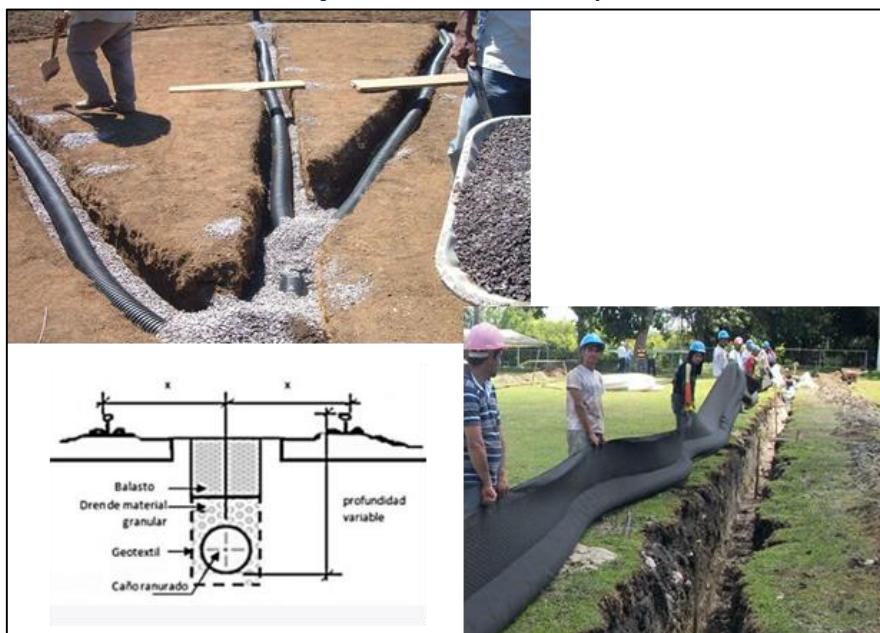 x x
Balasto
Dren de material
granular
profundidad
variable
Geotextil
Caño ranurado